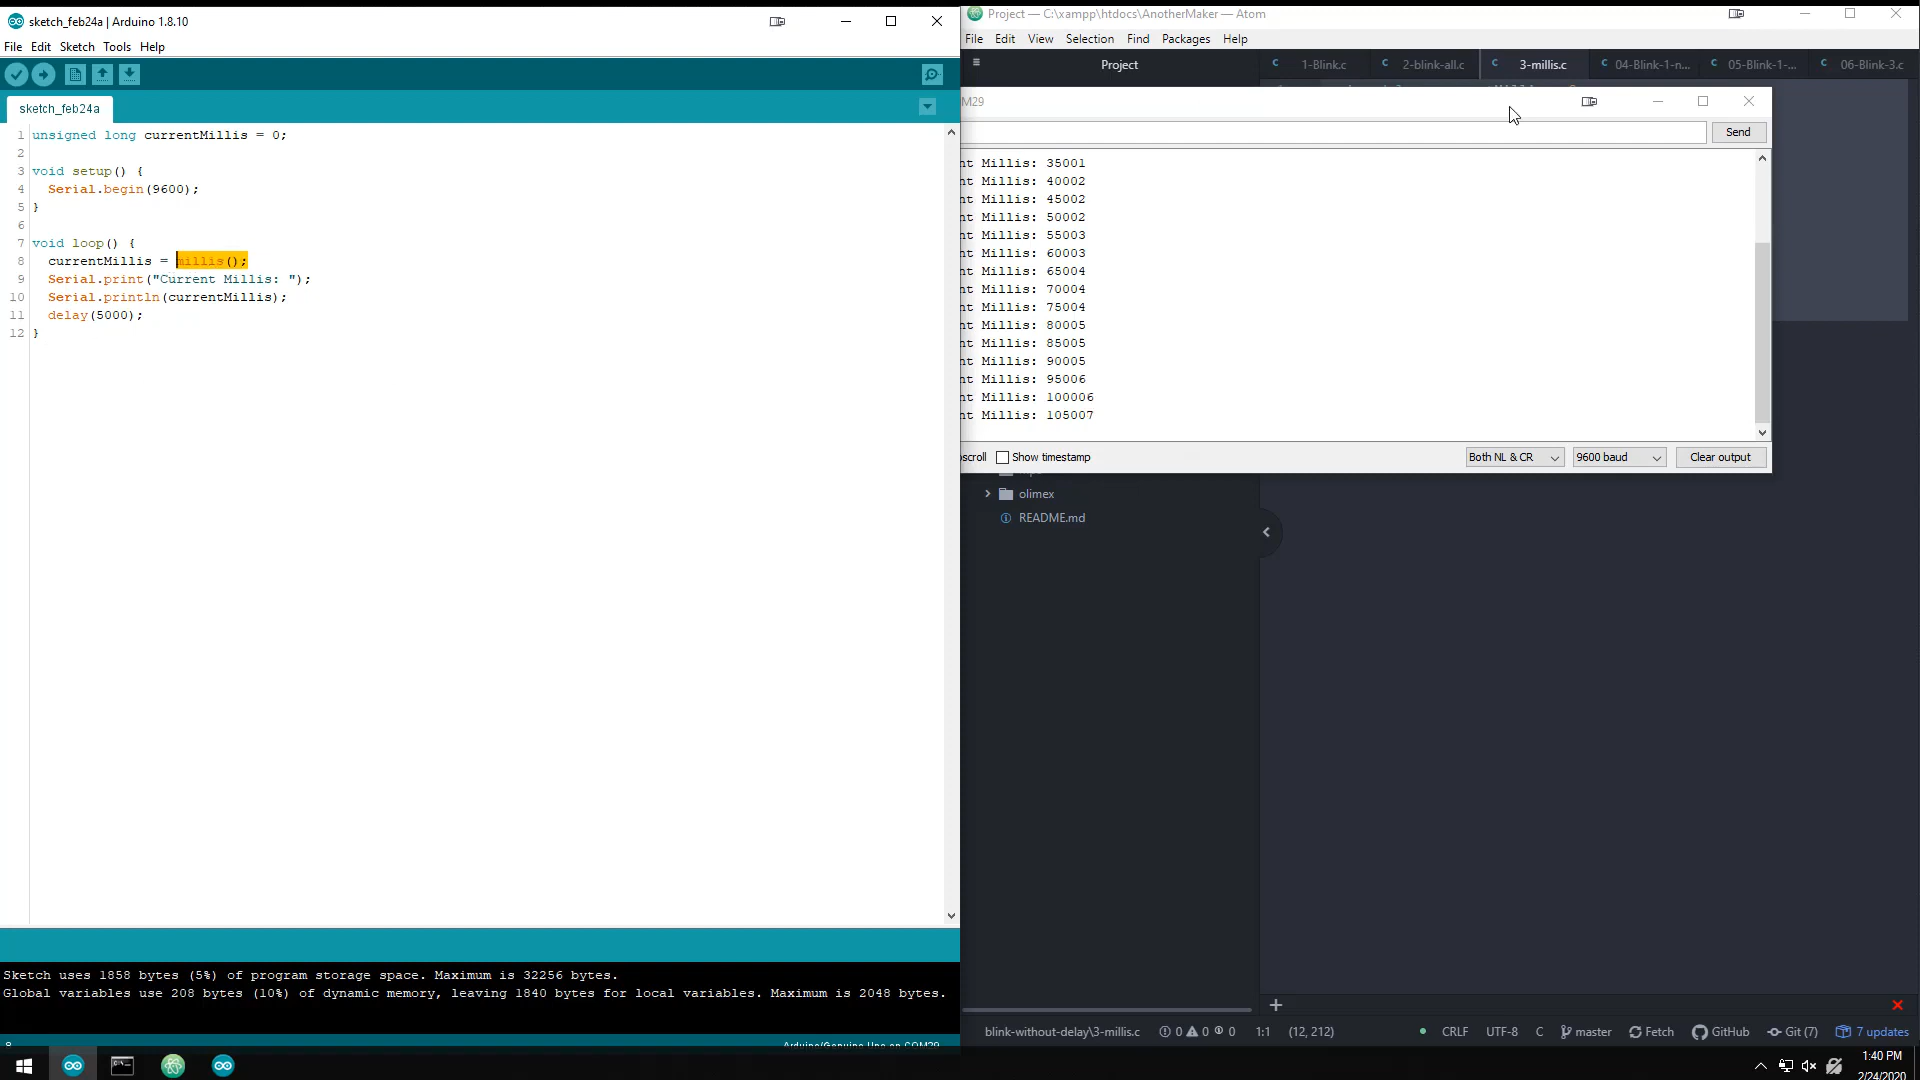 sketch_feb24a | Arduino 1.8.10
File Edit Sketch Tools Help
sketch_feb24a
1 unsigned long currentMillis = 0;
2
3 void setup() {
4 Serial.begin(9600);
5 }
6
7 void loop() {
8 currentMillis = millis();
9 Serial.print("Current Millis: ");
10 Serial.println(currentMillis);
11 delay(5000);
12 }
Sketch uses 1858 bytes (5%) of program storage space. Maximum is 32256 bytes.
Global variables use 208 bytes (10%) of dynamic memory, leaving 1840 bytes for local variables. Maximum is 2048 bytes.
8
Arduino/Genuino Uno on COM29
Project — C:\xampp\htdocs\AnotherMaker — Atom
File Edit View Selection Find Packages Help
Project
1-Blink.c 2-blink-all.c 3-millis.c 04-Blink-1-n... 05-Blink-1-... 06-Blink-3.c
M29
Send
nt Millis: 35001
nt Millis: 40002
nt Millis: 45002
nt Millis: 50002
nt Millis: 55003
nt Millis: 60003
nt Millis: 65004
nt Millis: 70004
nt Millis: 75004
nt Millis: 80005
nt Millis: 85005
nt Millis: 90005
nt Millis: 95006
nt Millis: 100006
nt Millis: 105007
oscroll Show timestamp Both NL & CR 9600 baud Clear output
olimex
README.md
blink-without-delay\3-millis.c 0 0 0 1:1 (12, 212) CRLF UTF-8 C master Fetch GitHub Git (7) 7 updates
1:40 PM
2/24/2020